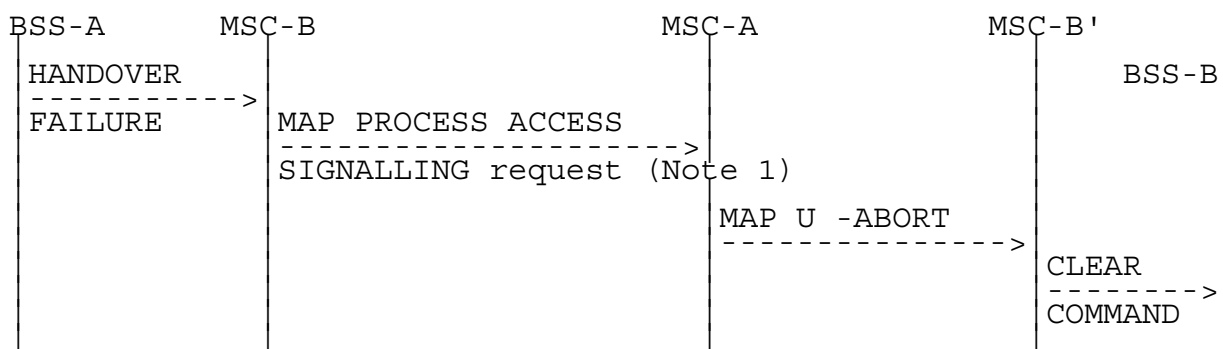 BSS-A MSC-B MSC-A MSC-B'
HANDOVER BSS-B
----------->
FAILURE MAP PROCESS ACCESS
--------------------->
SIGNALLING request (Note 1)
MAP U -ABORT
--------------->
CLEAR
-------->
COMMAND